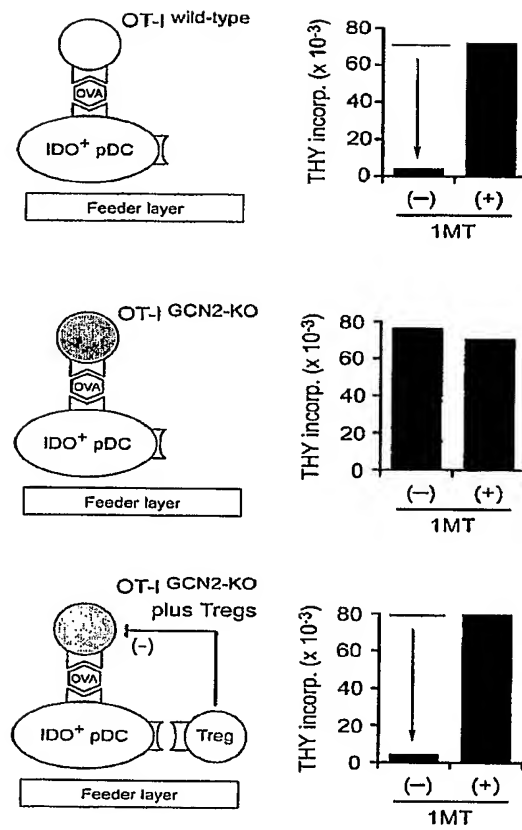 OT-I wild-type
OVA
IDO+ pDC
Feeder layer
THY incorp. (x 10-3)
80
60
40
20
0
(−) (+)
1MT
OT-I GCN2-KO
OVA
IDO+ pDC
Feeder layer
THY incorp. (x 10-3)
80
60
40
20
0
(−) (+)
1MT
OT-I GCN2-KO
plus Tregs
(−)
OVA
IDO+ pDC
Treg
Feeder layer
THY incorp. (x 10-3)
80
60
40
20
0
(−) (+)
1MT